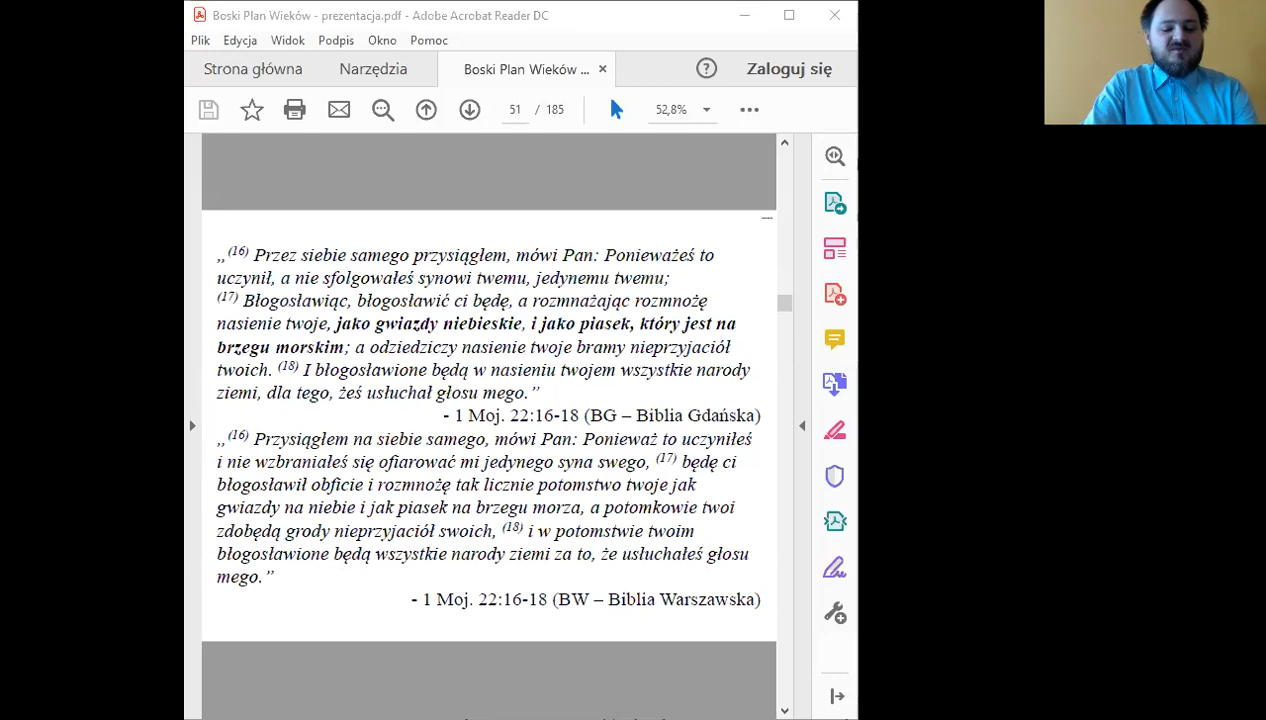 Boski Plan Wieków - prezentacja.pdf - Adobe Acrobat Reader DC
Plik Edycja Widok Podpis Okno Pomoc
Strona główna Narzędzia Boski Plan Wieków ... Zaloguj się
51 / 185 52,8%
„(16) Przez siebie samego przysiągłem, mówi Pan: Ponieważeś to
uczynił, a nie sfolgowałeś synowi twemu, jedynemu twemu;
(17) Błogosławiąc, błogosławić ci będę, a rozmnażając rozmnożę
nasienie twoje, jako gwiazdy niebieskie, i jako piasek, który jest na
brzegu morskim; a odziedziczy nasienie twoje bramy nieprzyjaciół
twoich. (18) I błogosławione będą w nasieniu twojem wszystkie narody
ziemi, dla tego, żeś usłuchał głosu mego.”
- 1 Moj. 22:16-18 (BG – Biblia Gdańska)
„(16) Przysiągłem na siebie samego, mówi Pan: Ponieważ to uczyniłeś
i nie wzbraniałeś się ofiarować mi jedynego syna swego, (17) będę ci
błogosławił obficie i rozmnożę tak licznie potomstwo twoje jak
gwiazdy na niebie i jak piasek na brzegu morza, a potomkowie twoi
zdobędą grody nieprzyjaciół swoich, (18) i w potomstwie twoim
błogosławione będą wszystkie narody ziemi za to, że usłuchałeś głosu
mego.”
- 1 Moj. 22:16-18 (BW – Biblia Warszawska)